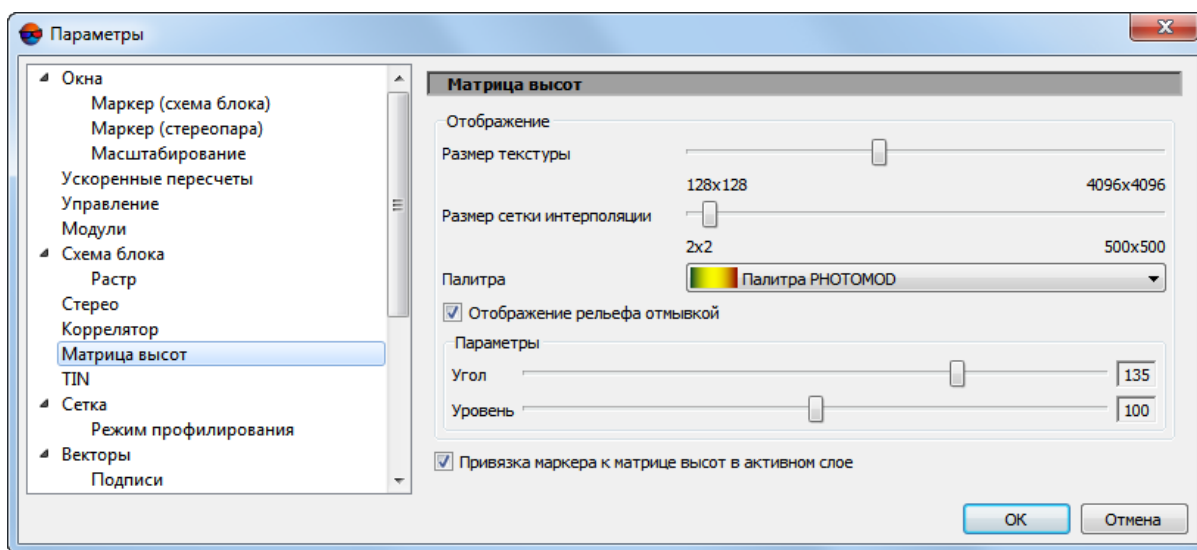 Параметры
Окна
Маркер (схема блока)
Маркер (стереопара)
Масштабирование
Ускоренные пересчеты
Управление
Модули
Схема блока
Растр
Стерео
Коррелятор
Матрица высот
TIN
Сетка
Режим профилирования
Векторы
Подписи
Матрица высот
Отображение
Размер текстуры
128x128 4096x4096
Размер сетки интерполяции
2x2 500x500
Палитра Палитра PHOTOMOD
Отображение рельефа отмывкой
Параметры
Угол 135
Уровень 100
Привязка маркера к матрице высот в активном слое
OK Отмена